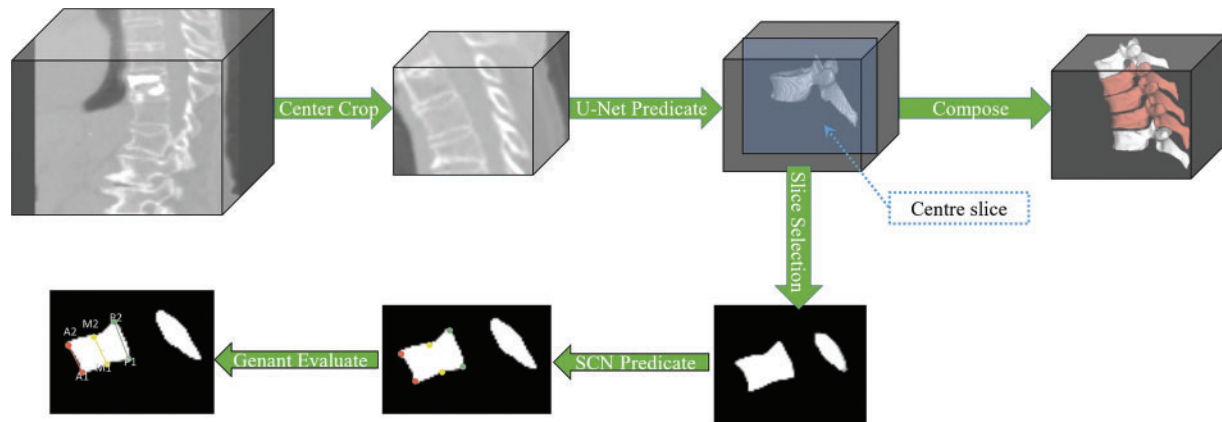 Center Crop
U-Net Predicate
Compose
Slice Selection
Centre slice
SCN Predicate
Genant Evaluate
A2
M2
P2
A1
M1
P1